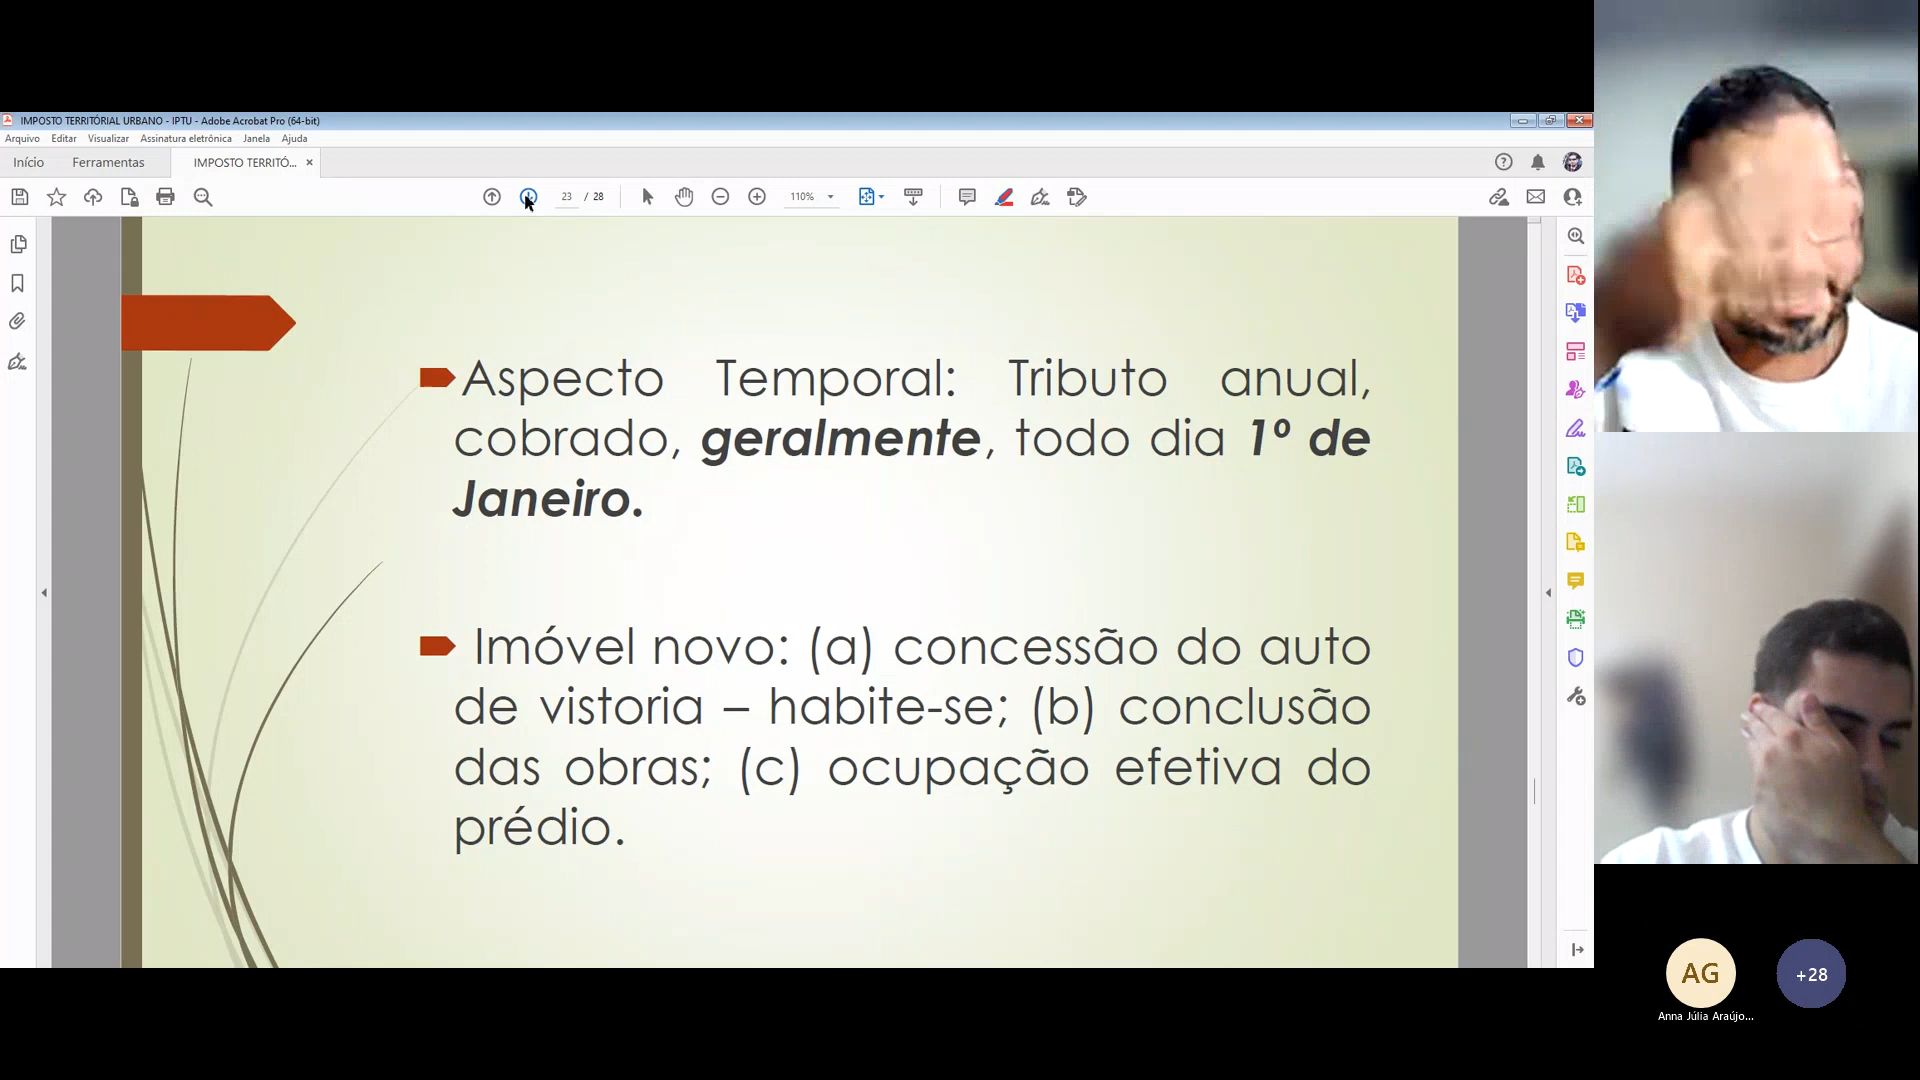 IMPOSTO TERRITÓRIAL URBANO - IPTU - Adobe Acrobat Pro (64-bit)
Arquivo Editar Visualizar Assinatura eletrônica Janela Ajuda
Início Ferramentas IMPOSTO TERRITÓ... ×
23 / 28 110%
Aspecto Temporal: Tributo anual,
cobrado, geralmente, todo dia 1º de
Janeiro.
Imóvel novo: (a) concessão do auto
de vistoria – habite-se; (b) conclusão
das obras; (c) ocupação efetiva do
prédio.
AG
+28
Anna Júlia Araújo...